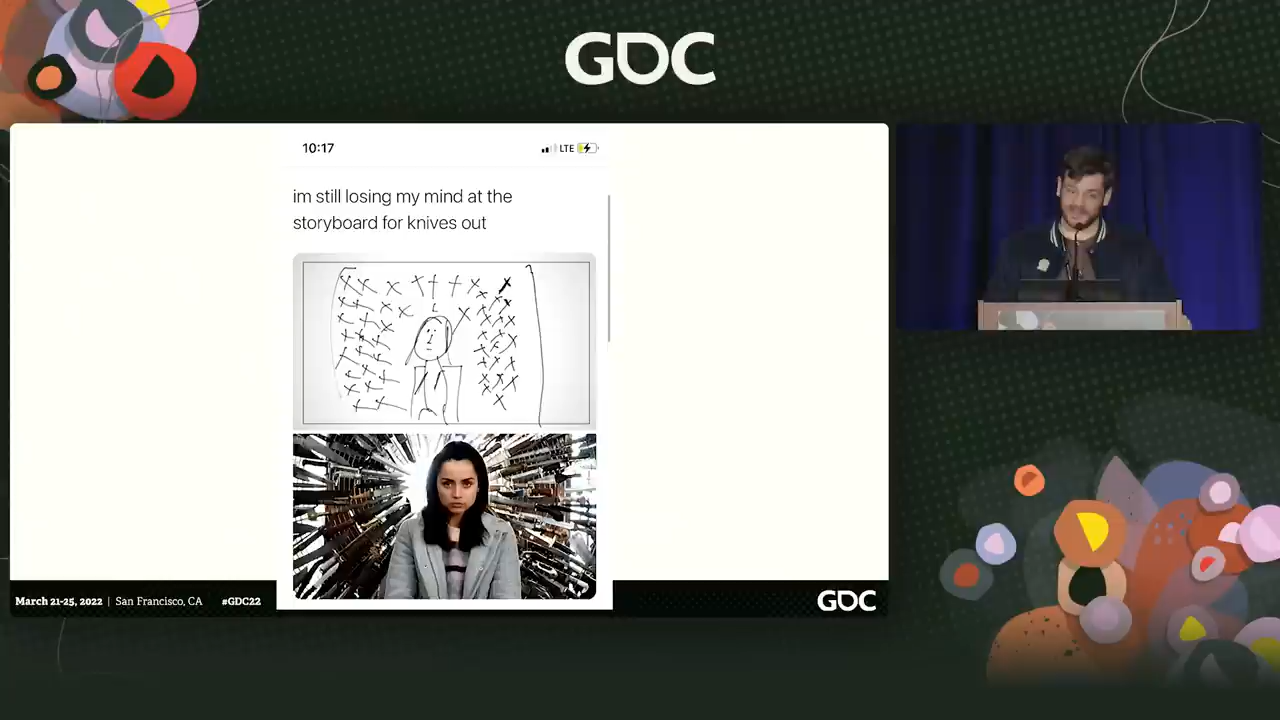 GDC
10:17
LTE
im still losing my mind at the
storyboard for knives out
March 21-25, 2022 | San Francisco, CA #GDC22
GDC